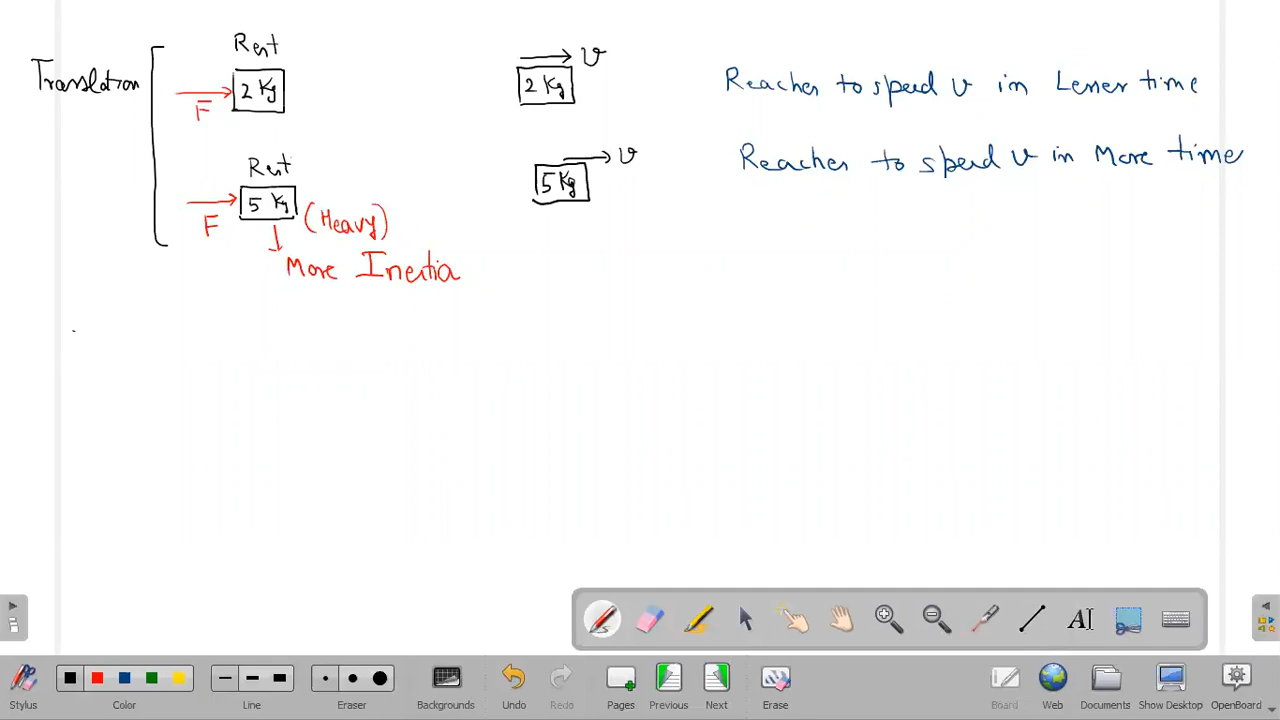 Translation
Rest
2 Kg
F
v
2 Kg
Reaches to speed v in Lesser time
Rest
5 Kg
F
(Heavy)
More Inertia
v
5 Kg
Reaches to speed v in More time
AI
Stylus
Color
Line
Eraser
Backgrounds
Undo
Redo
Pages
Previous
Next
Erase
Board
Web
Documents
Show Desktop
OpenBoard